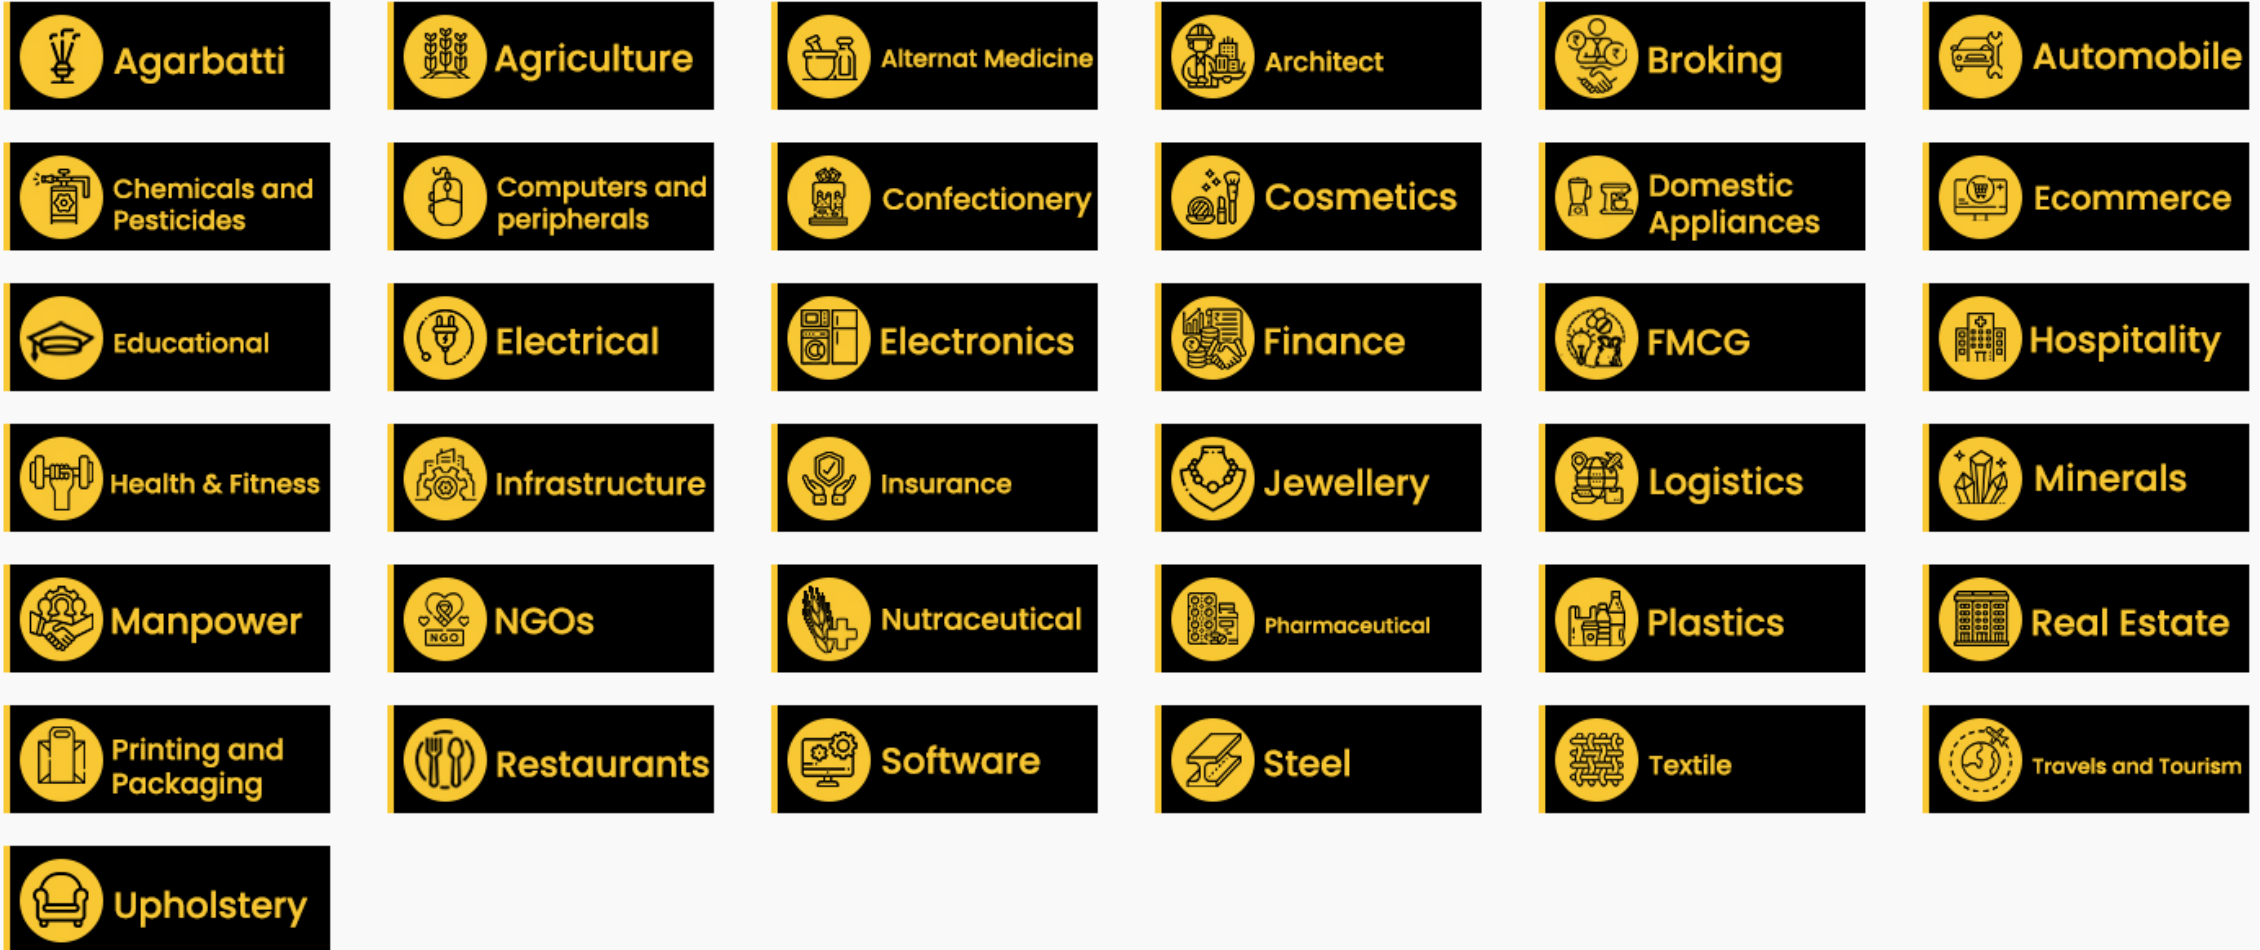 Agarbatti
Agriculture
Alternat Medicine
Architect
Broking
Automobile
Chemicals and
Pesticides
Computers and
peripherals
Confectionery
Cosmetics
Domestic
Appliances
Ecommerce
Educational
Electrical
Electronics
Finance
FMCG
Hospitality
Health & Fitness
Infrastructure
Insurance
Jewellery
Logistics
Minerals
Manpower
NGO
NGOs
Nutraceutical
Pharmaceutical
Plastics
Real Estate
Printing and
Packaging
Restaurants
Software
Steel
Textile
Travels and Tourism
Upholstery